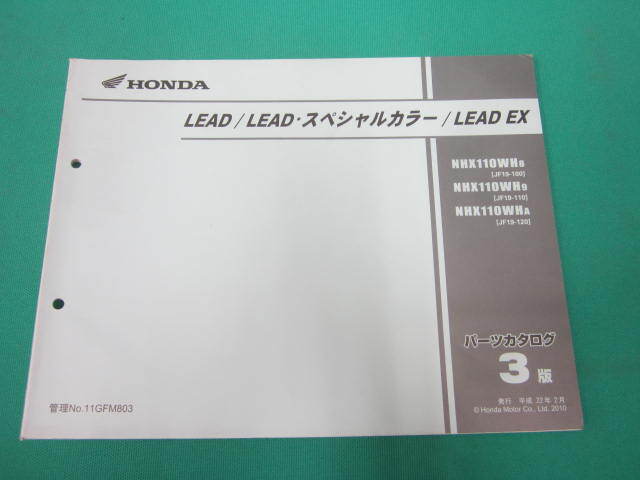 HONDA
LEAD / LEAD・スペシャルカラー / LEAD EX
NHX110WH8
[JF19-100]
NHX110WH9
[JF19-110]
NHX110WHA
[JF19-120]
パーツカタログ
3 版
発行 平成 22 年 2 月
© Honda Motor Co., Ltd. 2010
管理No.11GFM803